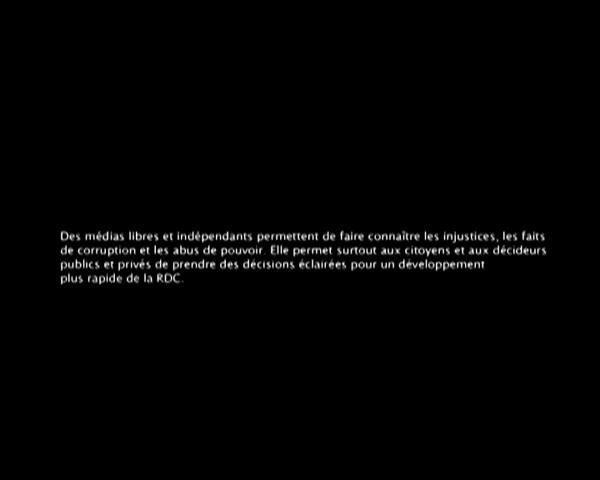 Des médias libres et indépendants permettent de faire connaître les injustices, les faits
de corruption et les abus de pouvoir. Elle permet surtout aux citoyens et aux décideurs
publics et privés de prendre des décisions éclairées pour un développement
plus rapide de la RDC.